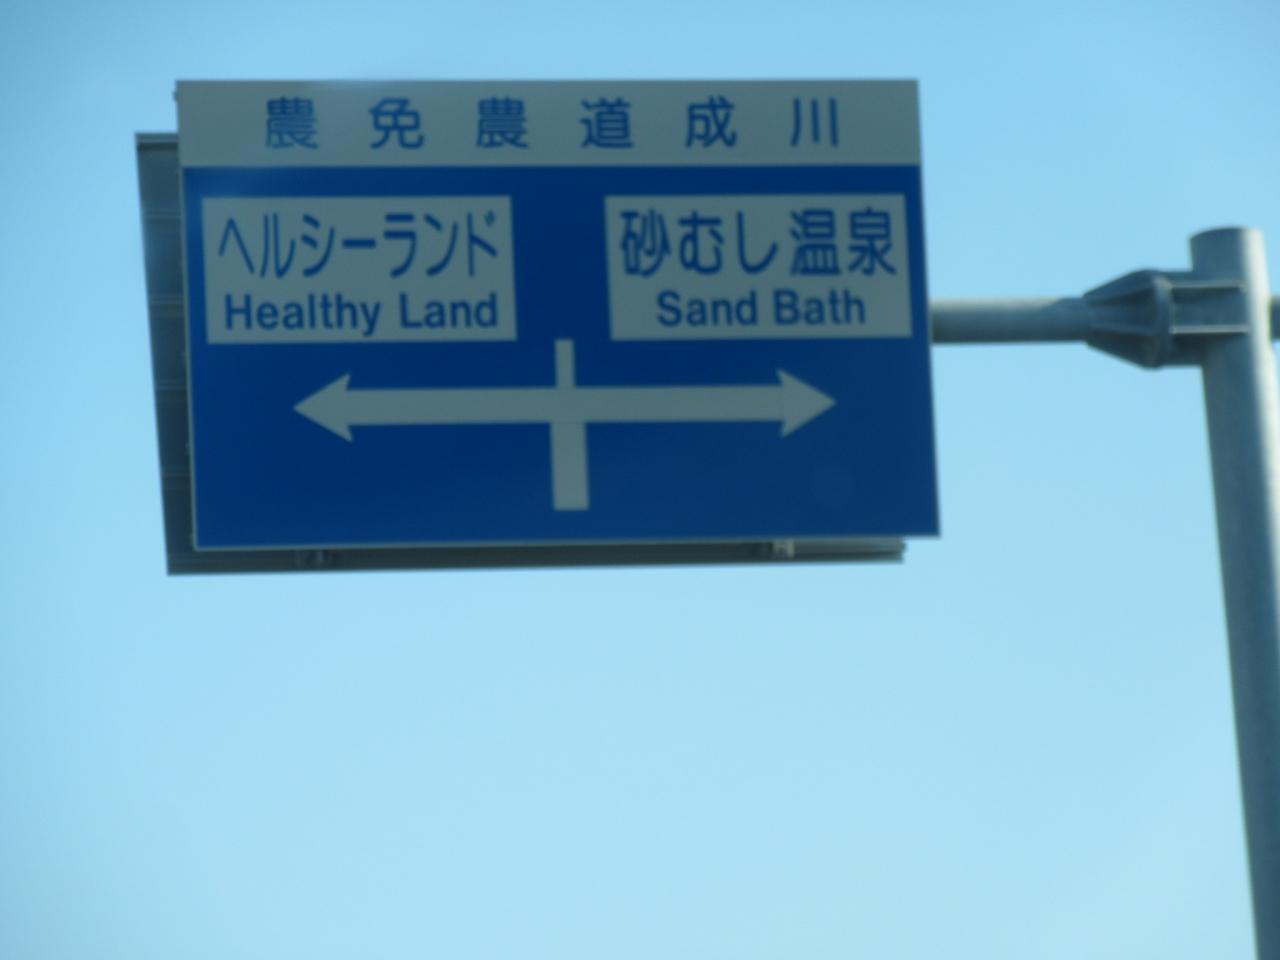 農免農道成川
ヘルシーランド
Healthy Land
砂むし温泉
Sand Bath